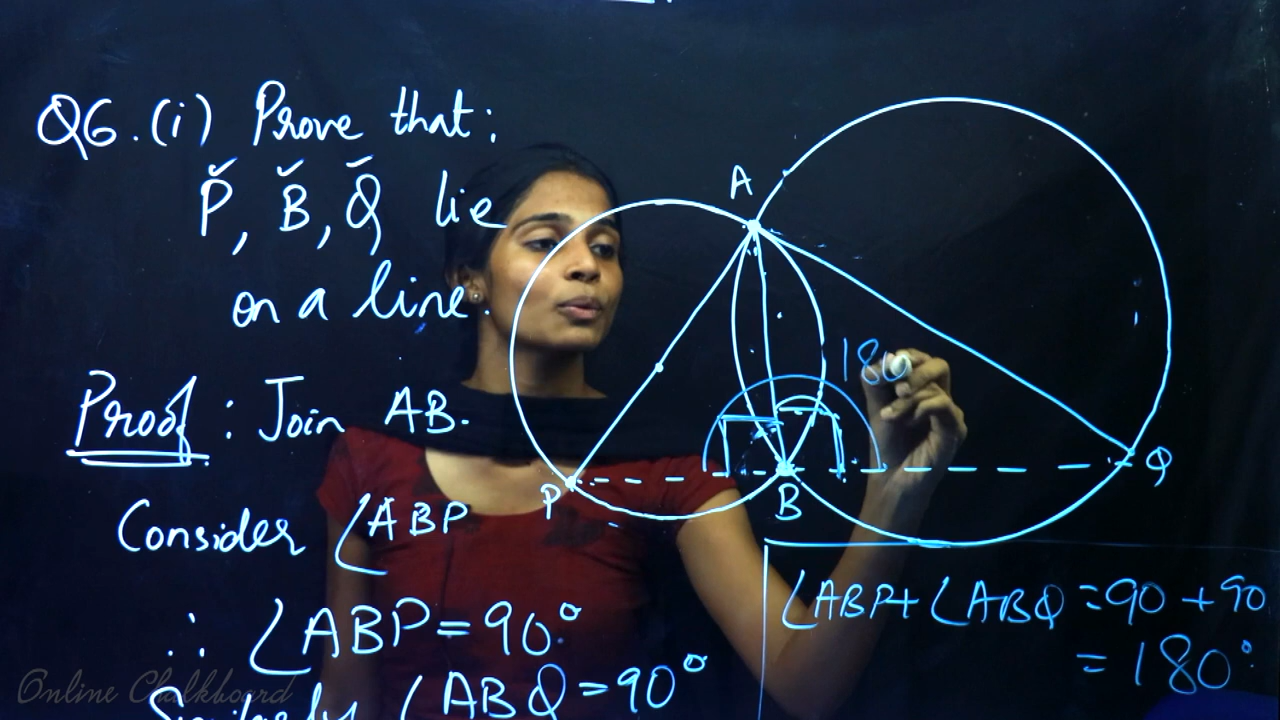 Q6. (i) Prove that:
P, B, Q lie
on a line.
Proof : Join AB.
Consider ∠ABP
∴ ∠ABP = 90°
Similarly ∠ABQ = 90°
A
180
P
B
Q
∠ABP + ∠ABQ = 90 + 90
= 180°
Online Chalkboard